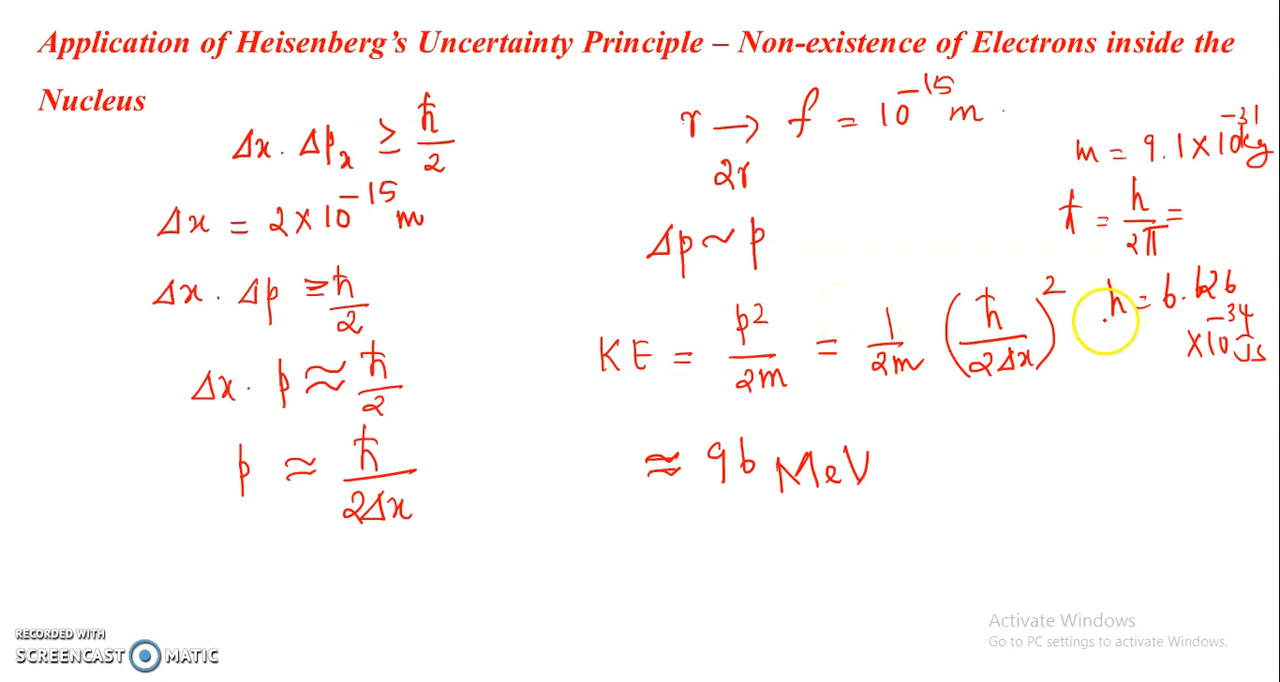 Application of Heisenberg's Uncertainty Principle – Non-existence of Electrons inside the
Nucleus
Δx. Δpₓ ≥ ħ/2
Δx = 2 × 10⁻¹⁵ m
Δx. Δp ≥ ħ/2
Δx. p ≈ ħ/2
p ≈ ħ/2Δx
r → f = 10⁻¹⁵ m.
2r
Δp ~ p
KE = p²/2m = 1/2m (ħ/2Δx)²
≈ 96 MeV
m = 9.1 × 10⁻³¹ kg
ħ = h/2π =
h = 6.626
× 10⁻³⁴ Js
Activate Windows
Go to PC settings to activate Windows.
RECORDED WITH
SCREENCAST MATIC